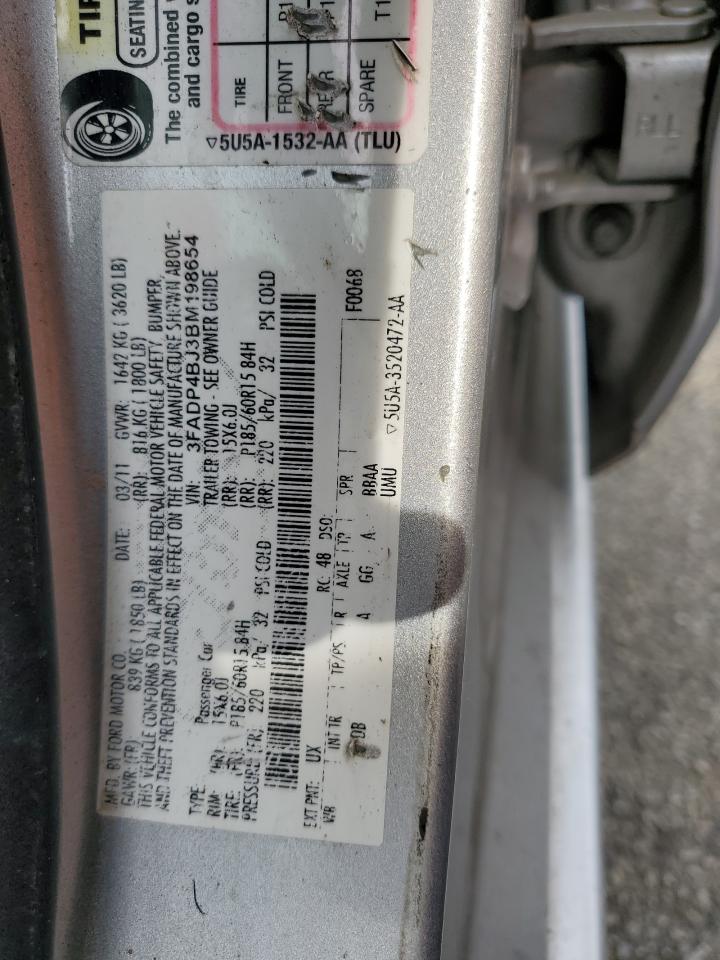 TIR
SEATIN
The combined
and cargo s
TIRE
FRONT
SPARE
T1
▽5U5A-1532-AA (TLU)
MFD. BY FORD MOTOR CO.
DATE: 03/11 GVWR: 1642 KG ( 3620 LB)
GAWR: (FR): 839 KG ( 1850 LB) (RR): 816 KG ( 1800 LB)
THIS VEHICLE CONFORMS TO ALL APPLICABLE FEDERAL MOTOR VEHICLE SAFETY, BUMPER,
AND THEFT PREVENTION STANDARDS IN EFFECT ON THE DATE OF MANUFACTURE SHOWN ABOVE.
VIN: 3FADP4BJ3BM198654
TYPE: Passenger Car TRAILER TOWING - SEE OWNER GUIDE
RIM: (FR): 15X6.0J (RR): 15X6.0J
TIRE: (FR): P185/60R15 84H (RR): P185/60R15 84H
PRESSURE (FR): 220 kPa/ 32 PSI COLD (RR): 220 kPa/ 32 PSI COLD
F0068
EXT PNT: UX RC: 48 DSO:
WB INT TR TP/PS R AXLE TR SPR
DB A GG A BBAA
UMU
▽5U5A-3520472-AA